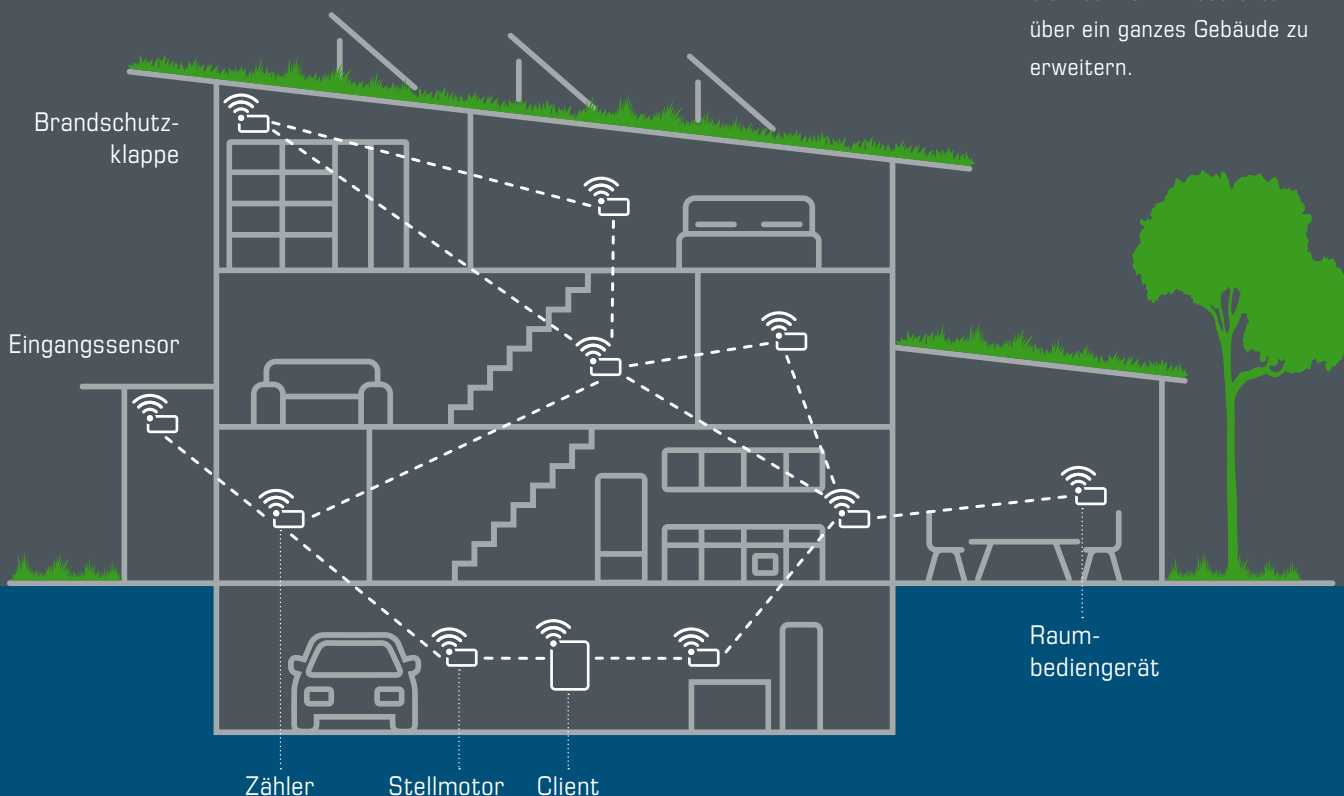 über ein ganzes Gebäude zu
erweitern.
Brandschutz-
klappe
Eingangssensor
Raum-
bediengerät
Zähler
Stellmotor
Client